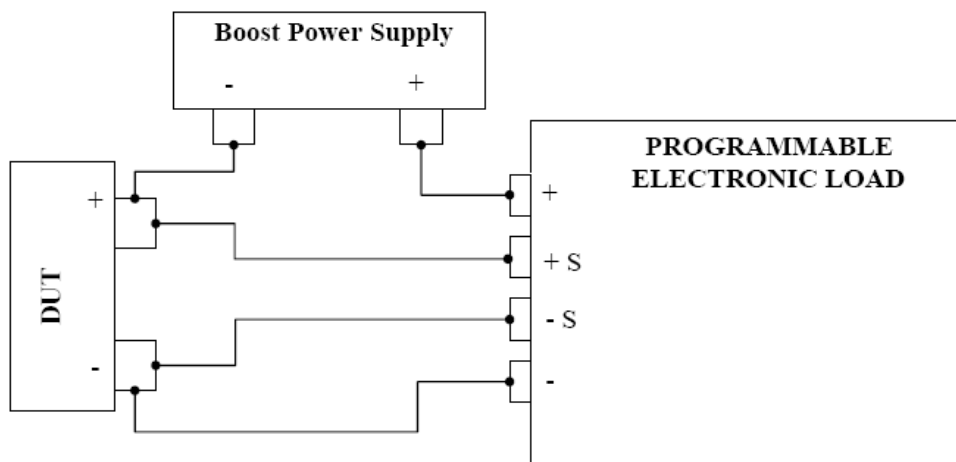 Boost Power Supply
- +
PROGRAMMABLE
ELECTRONIC LOAD
+
+ S
- S
-
+
DUT
-